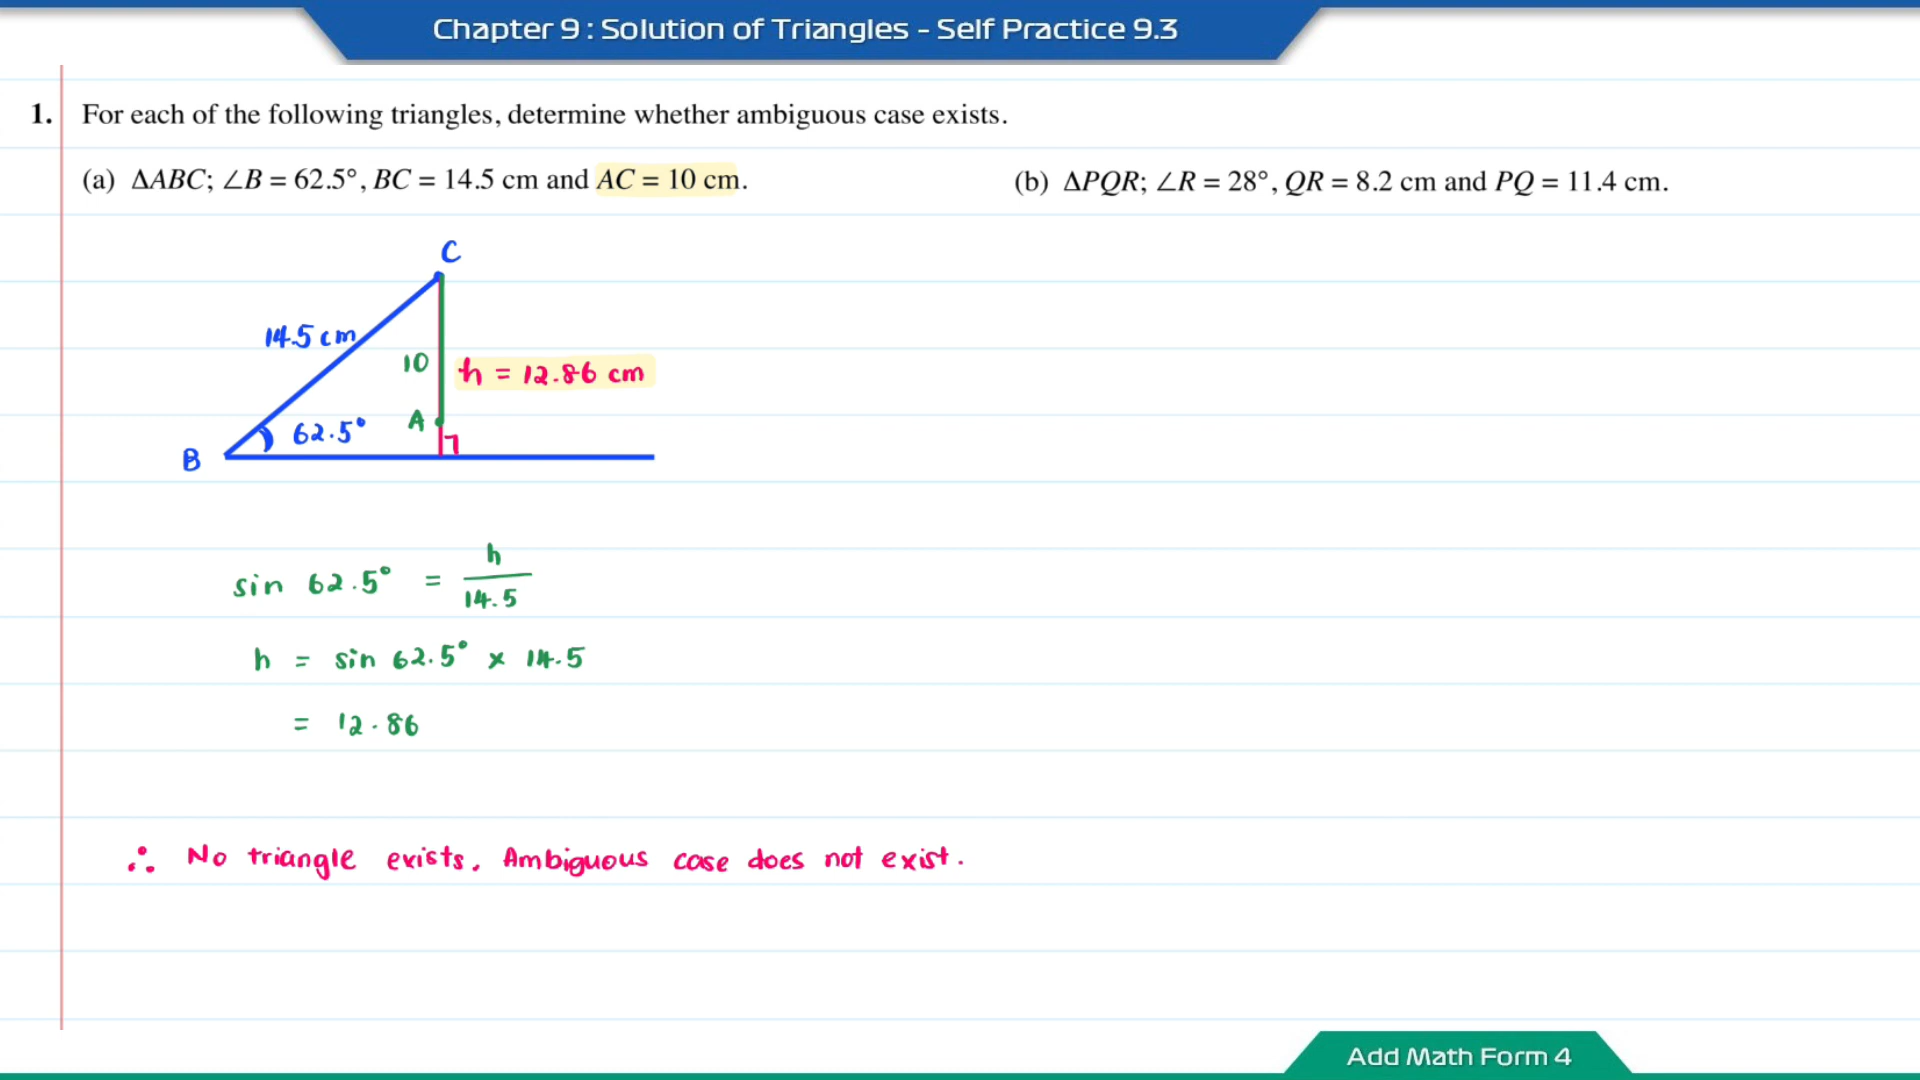 Chapter 9 : Solution of Triangles - Self Practice 9.3
1. For each of the following triangles, determine whether ambiguous case exists.
(a) ΔABC; ∠B = 62.5°, BC = 14.5 cm and AC = 10 cm.
(b) ΔPQR; ∠R = 28°, QR = 8.2 cm and PQ = 11.4 cm.
C
14.5 cm
10
h = 12.86 cm
A
62.5°
B
sin 62.5° = h / 14.5
h = sin 62.5° × 14.5
= 12.86
∴ No triangle exists. Ambiguous case does not exist.
Add Math Form 4